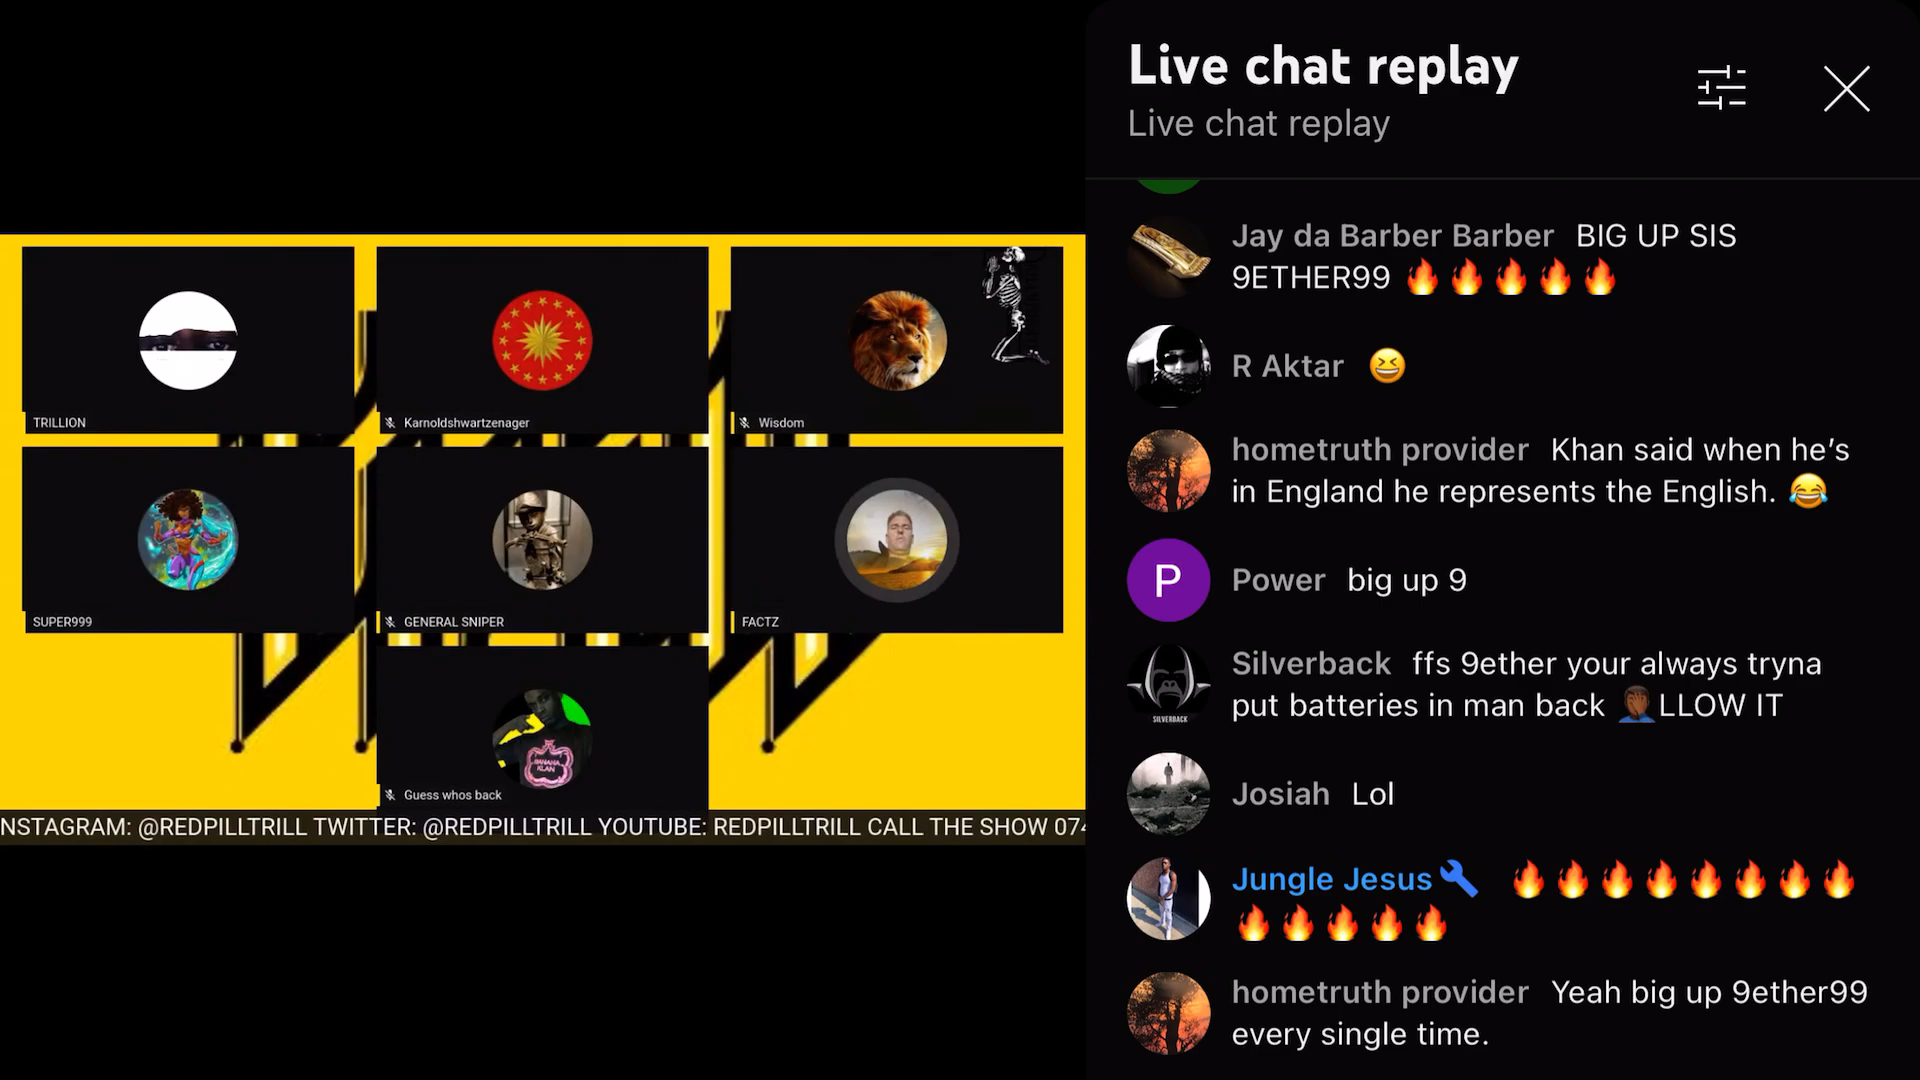 TRILLION
Karnoldshwartzenager
Wisdom
SUPER999
GENERAL SNIPER
FACTZ
BANANA
KLAN
Guess whos back
NSTAGRAM: @REDPILLTRILL TWITTER: @REDPILLTRILL YOUTUBE: REDPILLTRILL CALL THE SHOW 074
Live chat replay
Live chat replay
Jay da Barber Barber BIG UP SIS
9ETHER99 🔥🔥🔥🔥🔥
R Aktar 😆
hometruth provider Khan said when he’s
in England he represents the English. 😂
P
Power big up 9
SILVERBACK
Silverback ffs 9ether your always tryna
put batteries in man back 🤦🏾‍♂️LLOW IT
Josiah Lol
Jungle Jesus🔧 🔥🔥🔥🔥🔥🔥🔥🔥
🔥🔥🔥🔥🔥
hometruth provider Yeah big up 9ether99
every single time.